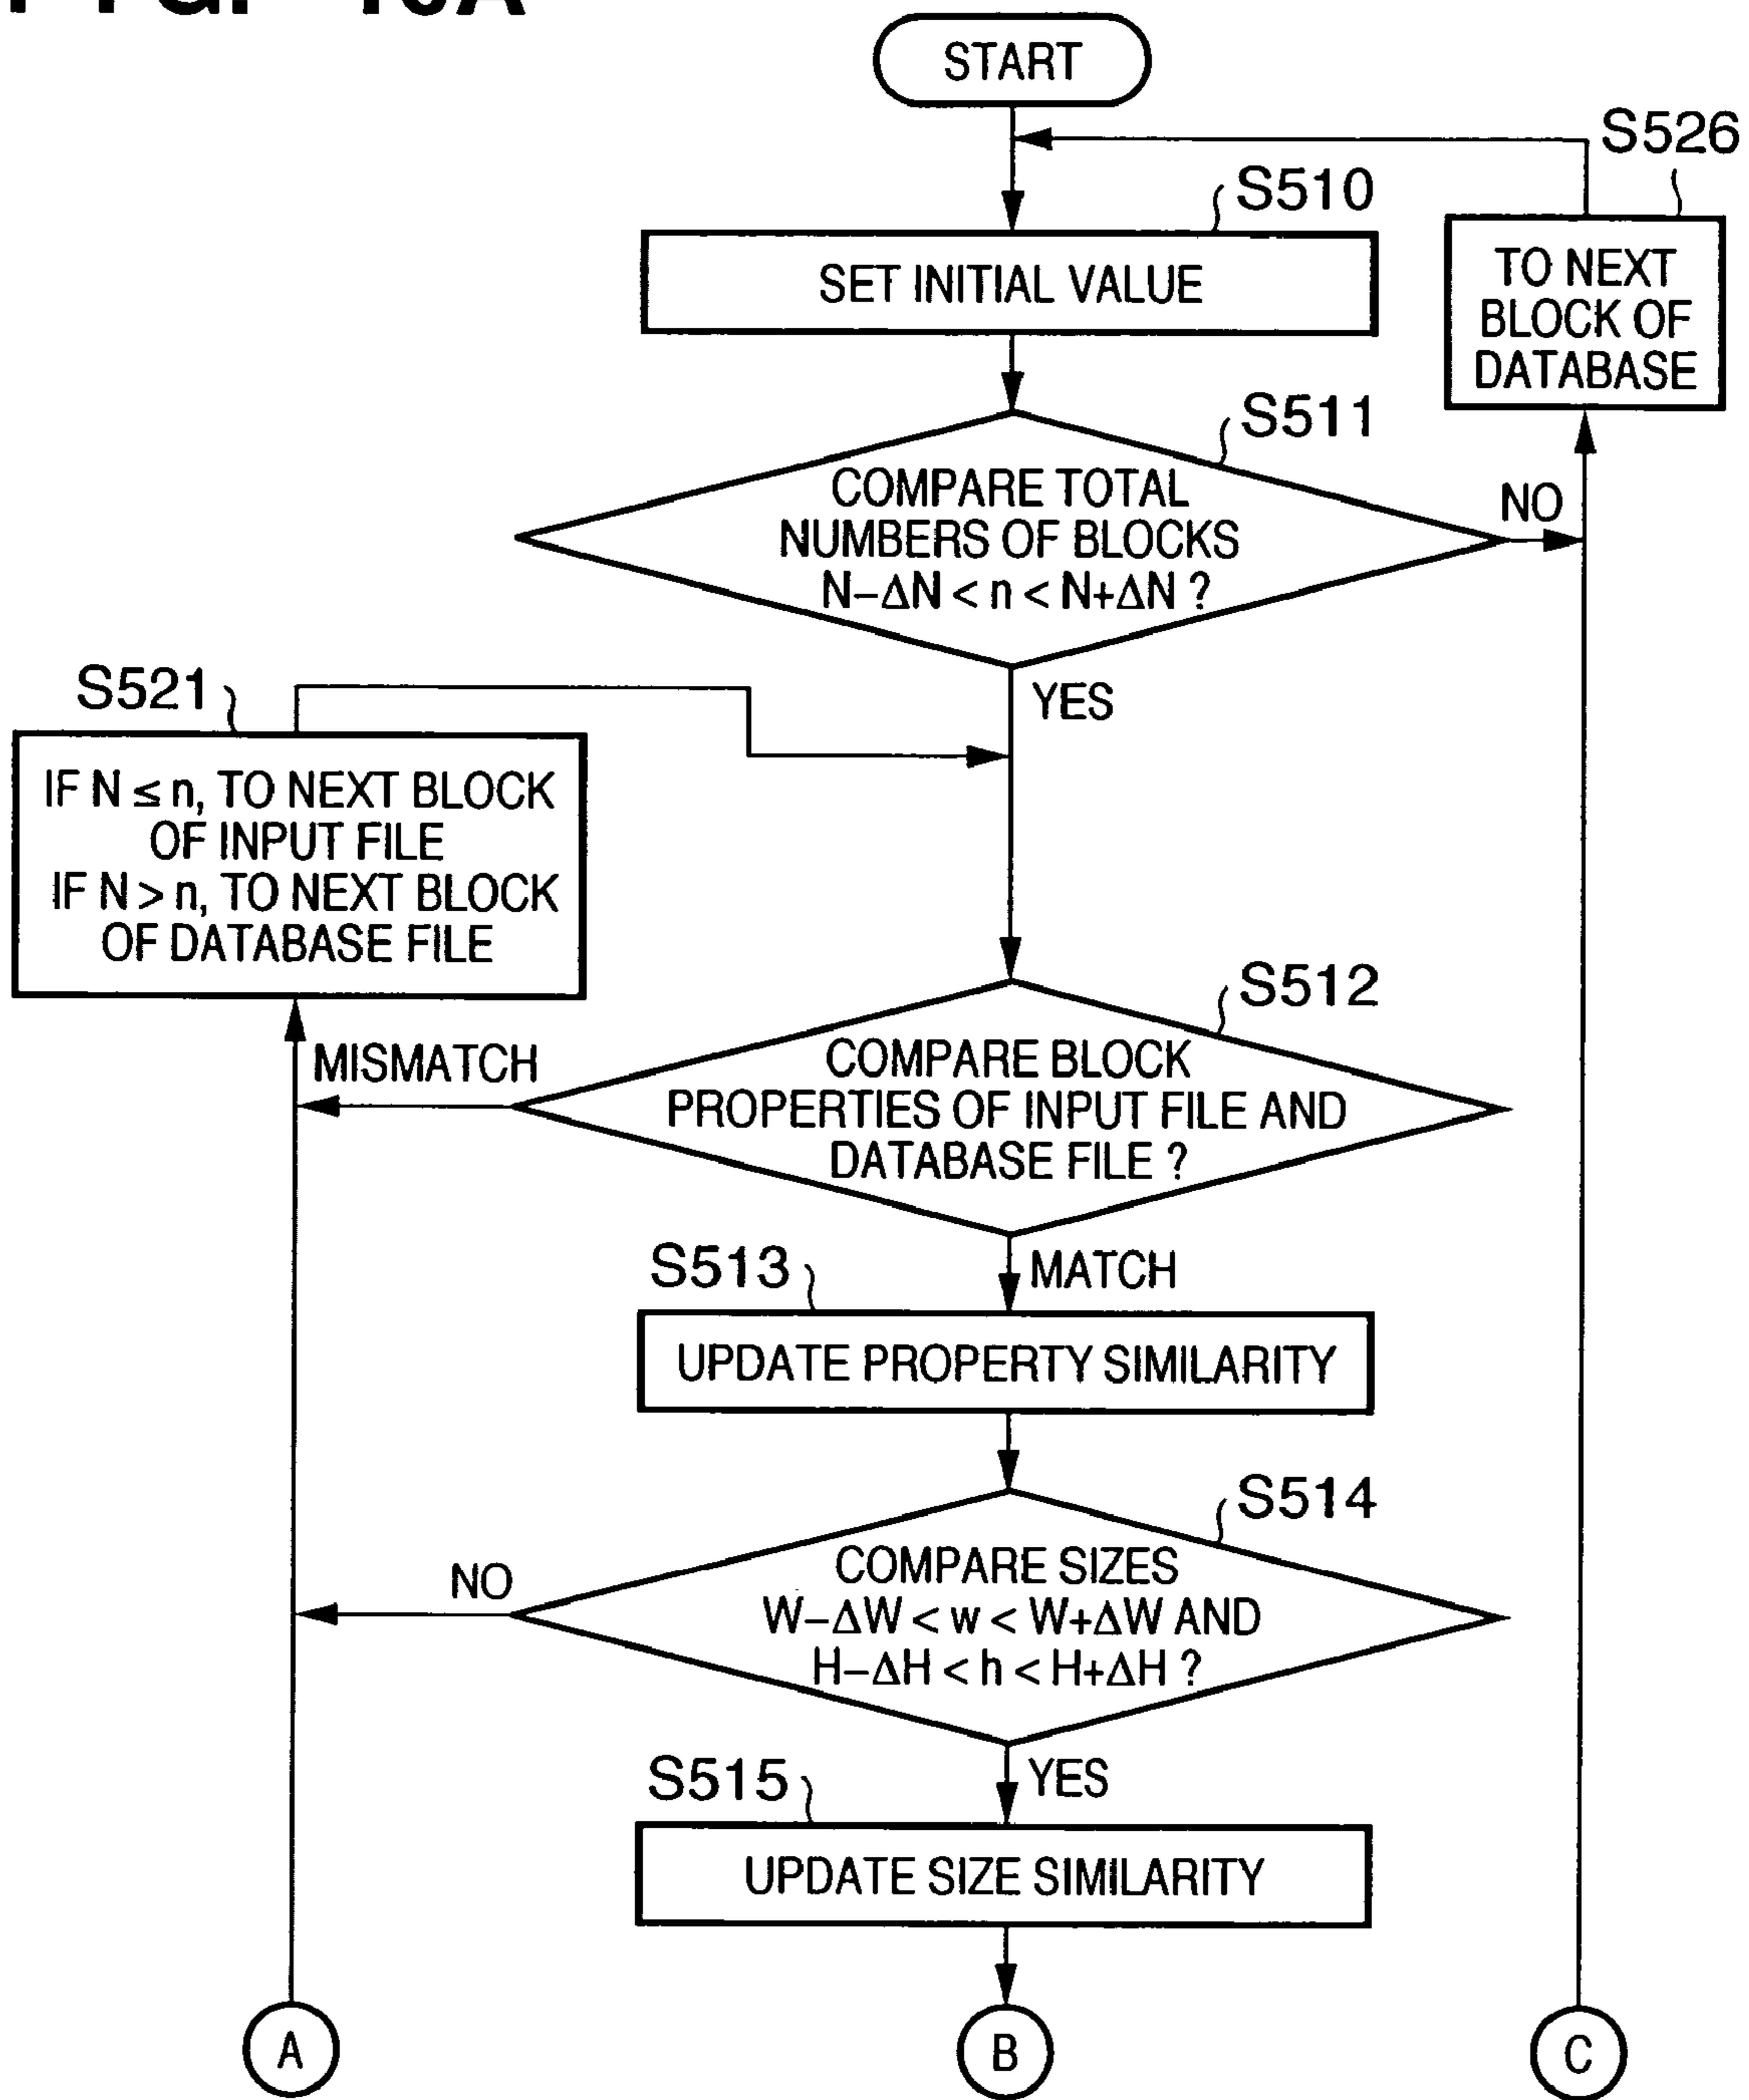 START
S526
S510
SET INITIAL VALUE
TO NEXT
BLOCK OF
DATABASE
S511
COMPARE TOTAL
NUMBERS OF BLOCKS
N−ΔN < n < N+ΔN ?
NO
YES
S521
IF N ≤ n, TO NEXT BLOCK
OF INPUT FILE
IF N > n, TO NEXT BLOCK
OF DATABASE FILE
S512
COMPARE BLOCK
PROPERTIES OF INPUT FILE AND
DATABASE FILE ?
MISMATCH
MATCH
S513
UPDATE PROPERTY SIMILARITY
S514
COMPARE SIZES
W−ΔW < w < W+ΔW AND
H−ΔH < h < H+ΔH ?
NO
YES
S515
UPDATE SIZE SIMILARITY
A
B
C